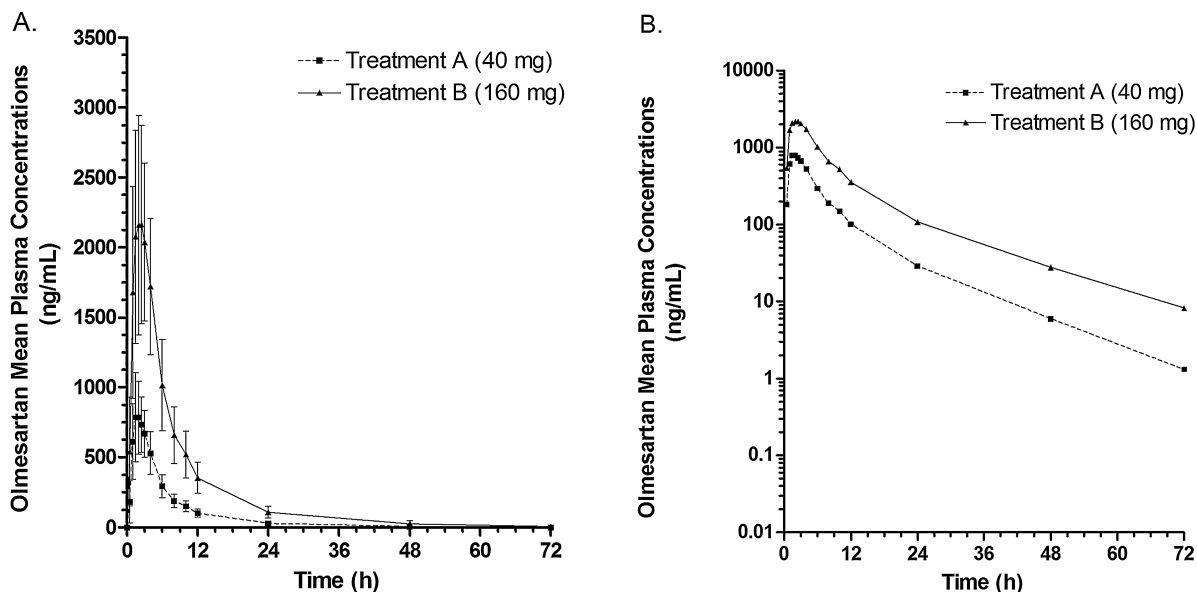 A.
3500
3000
2500
2000
1500
1000
500
0
0 12 24 36 48 60 72
Time (h)
Olmesartan Mean Plasma Concentrations
(ng/mL)
Treatment A (40 mg)
Treatment B (160 mg)
B.
10000
1000
100
10
1
0.1
0.01
0 12 24 36 48 60 72
Time (h)
Olmesartan Mean Plasma Concentrations
(ng/mL)
Treatment A (40 mg)
Treatment B (160 mg)